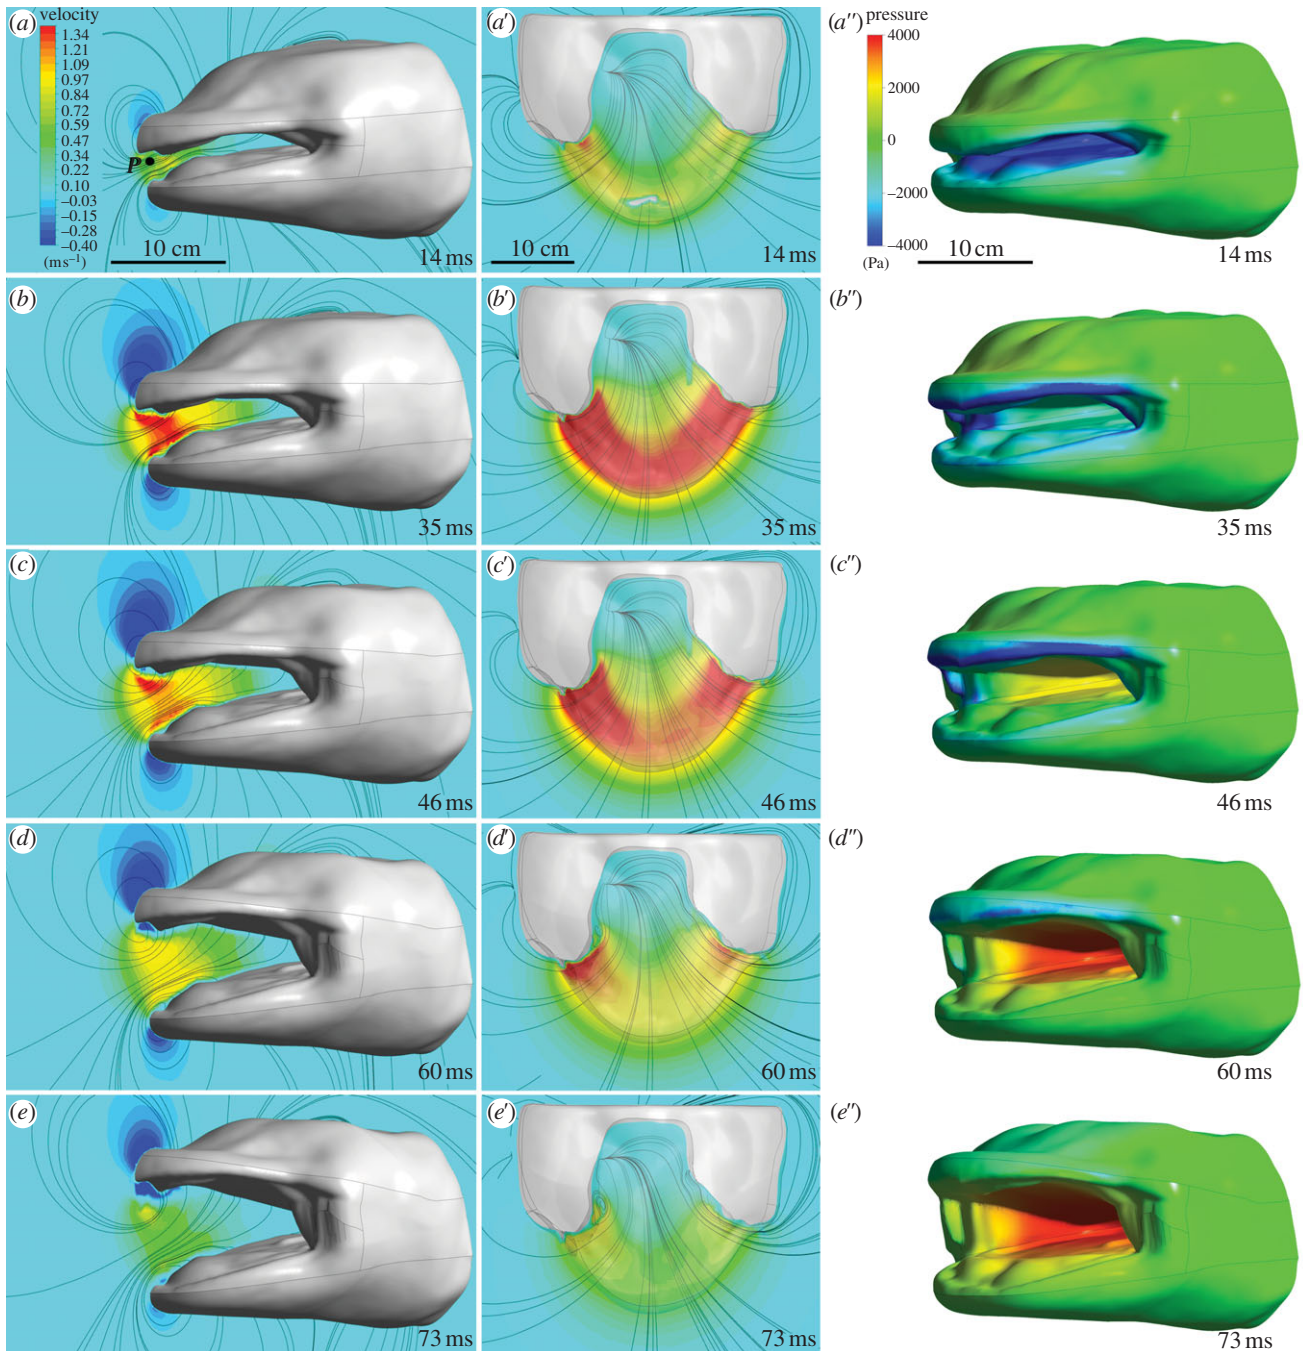 (a) velocity
1.34
1.21
1.09
0.97
0.84
0.72
0.59
0.47
0.34
0.22
0.10
–0.03
–0.15
–0.28
–0.40
(ms⁻¹)
P
10 cm
14 ms
(a′)
10 cm
14 ms
(a″) pressure
4000
2000
0
–2000
–4000
(Pa)
10 cm
14 ms
(b)
35 ms
(b′)
35 ms
(b″)
35 ms
(c)
46 ms
(c′)
46 ms
(c″)
46 ms
(d)
60 ms
(d′)
60 ms
(d″)
60 ms
(e)
73 ms
(e′)
73 ms
(e″)
73 ms